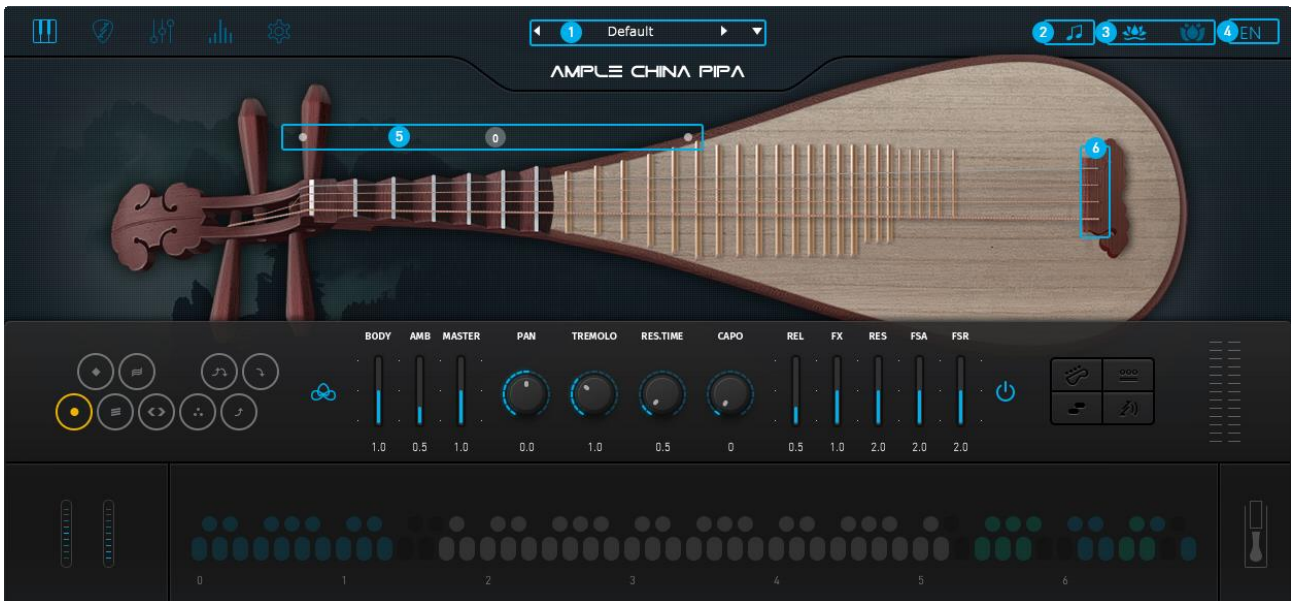 1 Default
2
3
4 EN
AMPLE CHINA PIPA
5 0
6
BODY AMB MASTER PAN TREMOLO RES.TIME CAPO REL FX RES FSA FSR
1.0 0.5 1.0 0.0 1.0 0.5 0 0.5 1.0 2.0 2.0 2.0
0 1 2 3 4 5 6